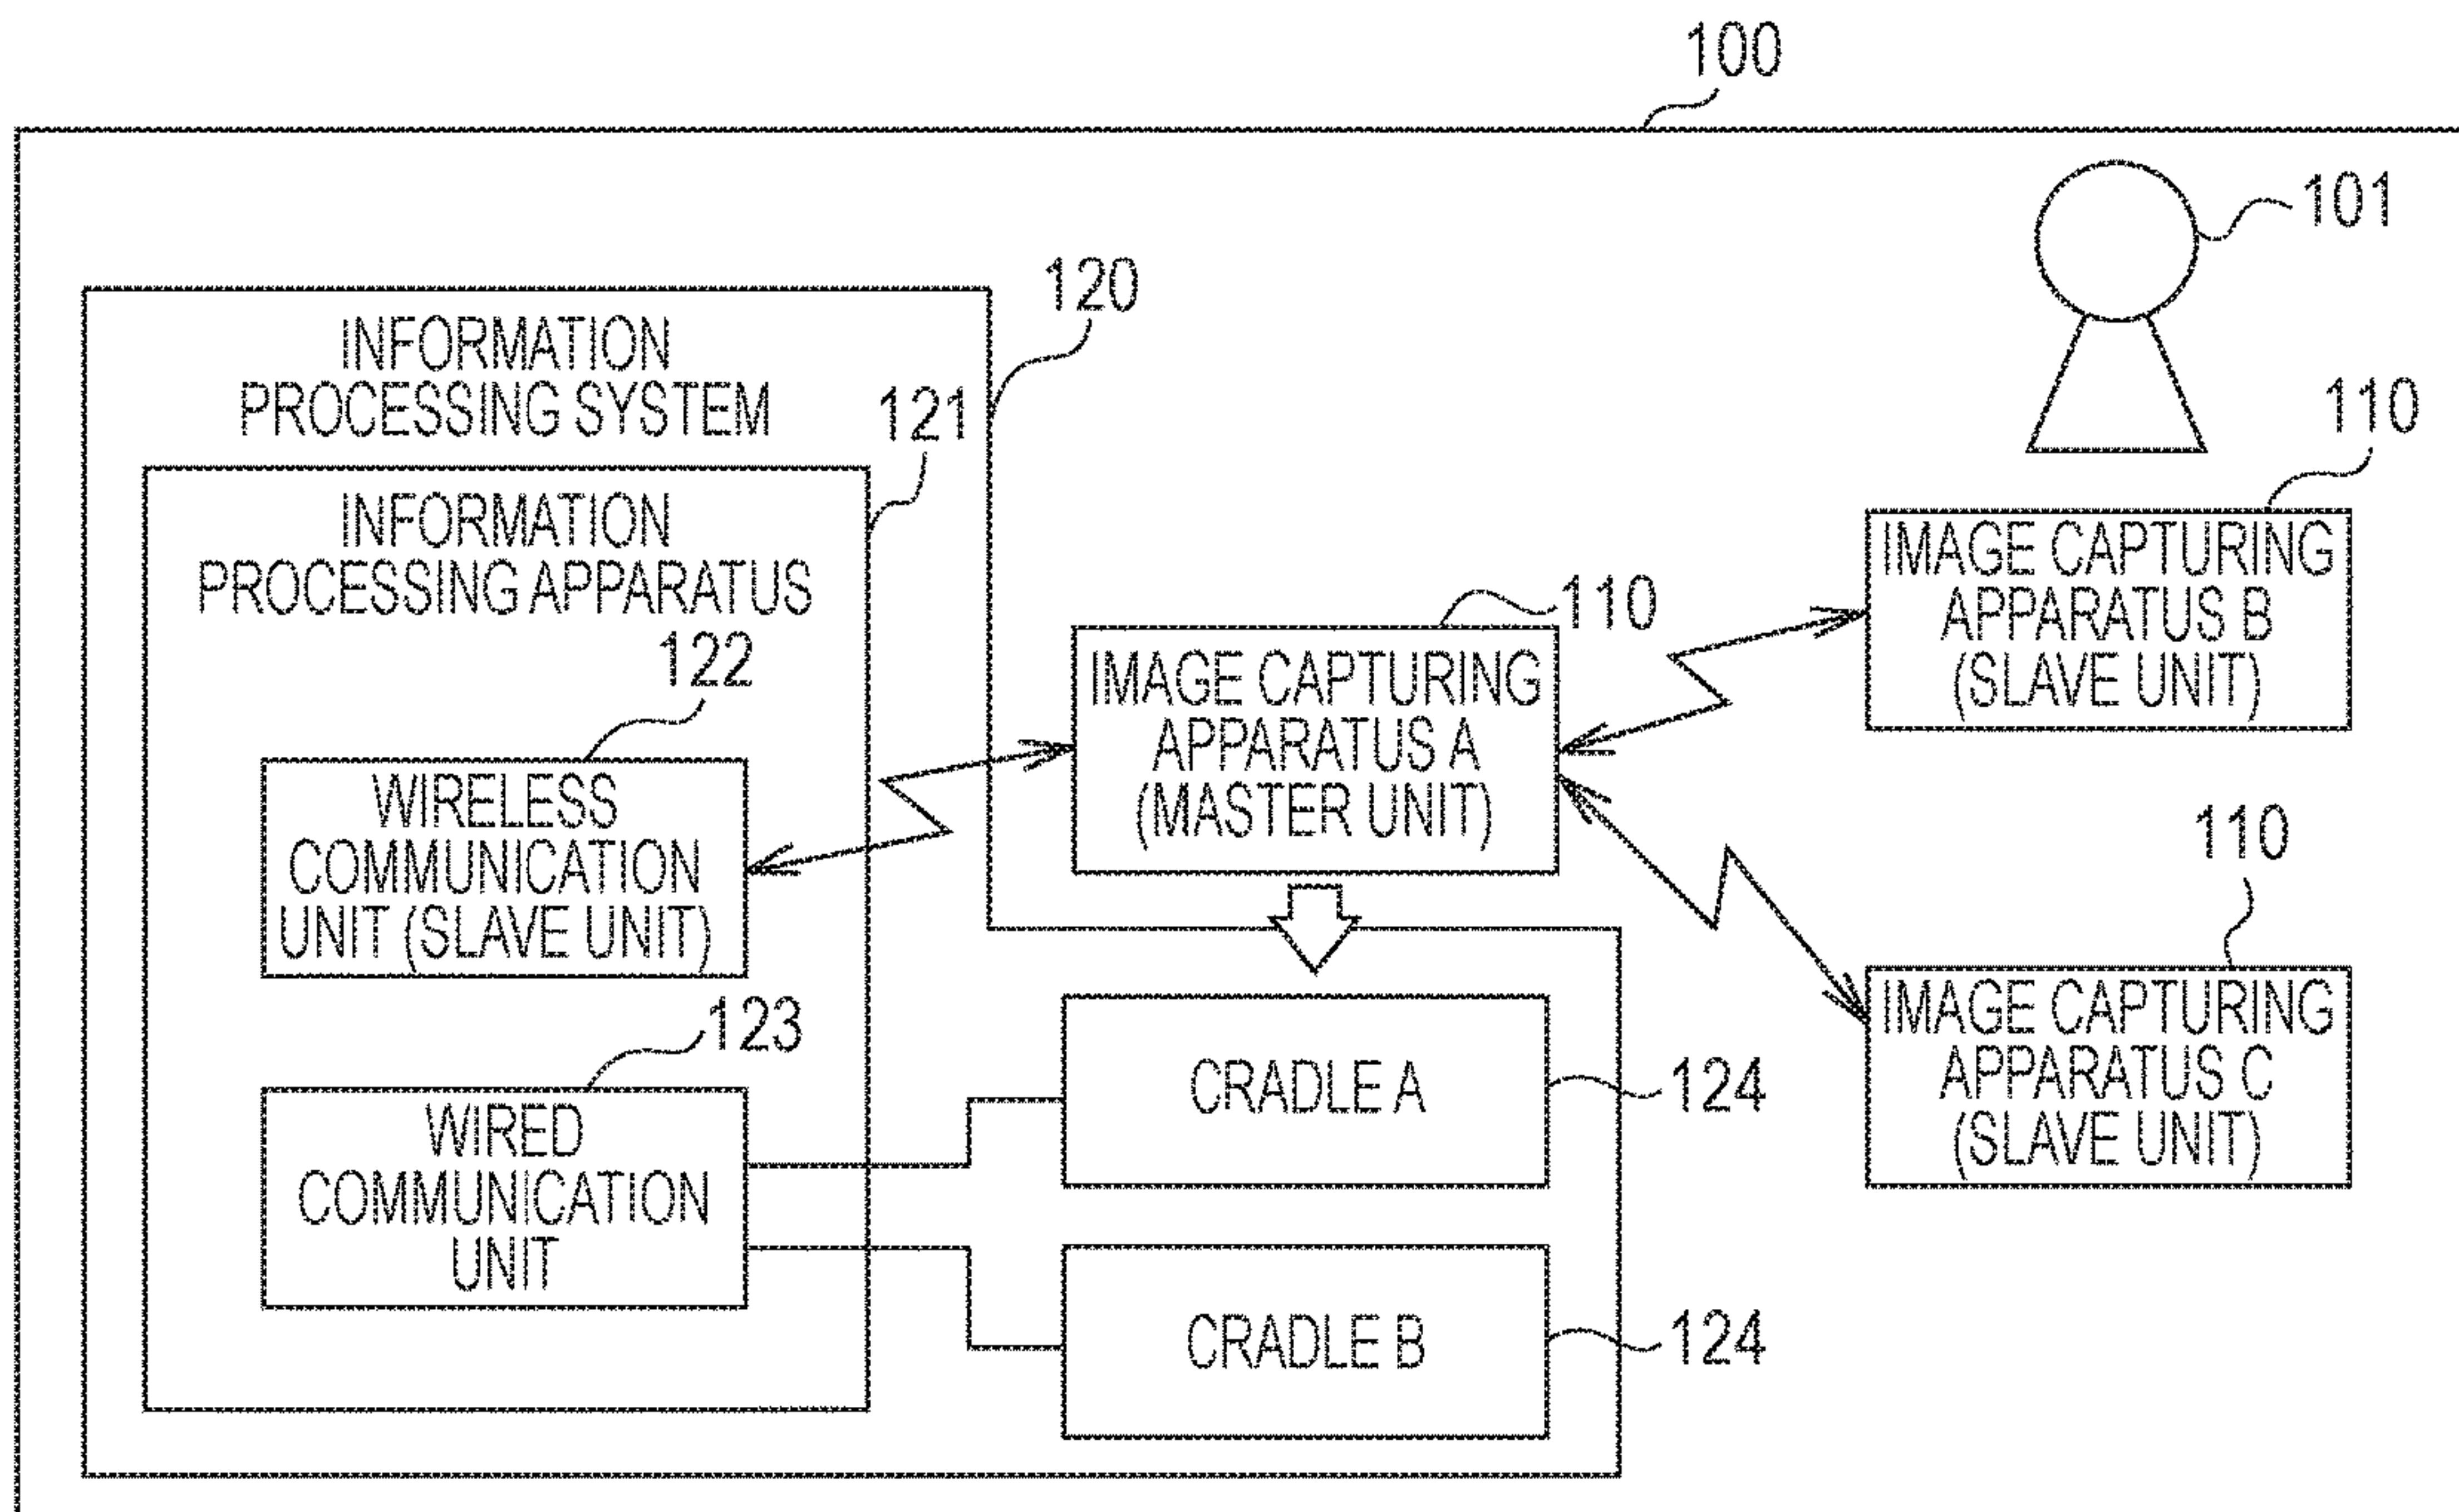 100
101
120
INFORMATION
PROCESSING SYSTEM
121
110
INFORMATION
PROCESSING APPARATUS
IMAGE CAPTURING
APPARATUS B
(SLAVE UNIT)
110
122
IMAGE CAPTURING
APPARATUS A
(MASTER UNIT)
WIRELESS
COMMUNICATION
UNIT (SLAVE UNIT)
110
IMAGE CAPTURING
APPARATUS C
(SLAVE UNIT)
123
CRADLE A
124
WIRED
COMMUNICATION
UNIT
CRADLE B
124